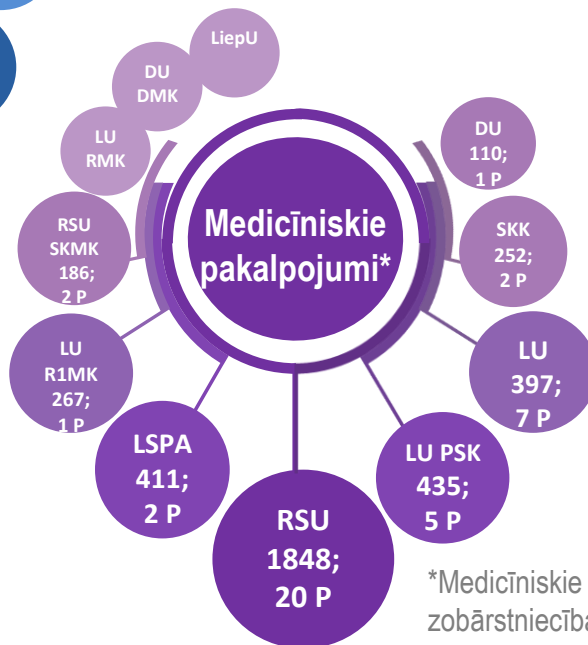 LiepU
DU
DMK
LU
RMK
RSU
SKMK
186;
2 P
LU
R1MK
267;
1 P
LSPA
411;
2 P
RSU
1848;
20 P
LU PSK
435;
5 P
LU
397;
7 P
SKK
252;
2 P
DU
110;
1 P
Medicīniskie
pakalpojumi*
*Medicīniskie